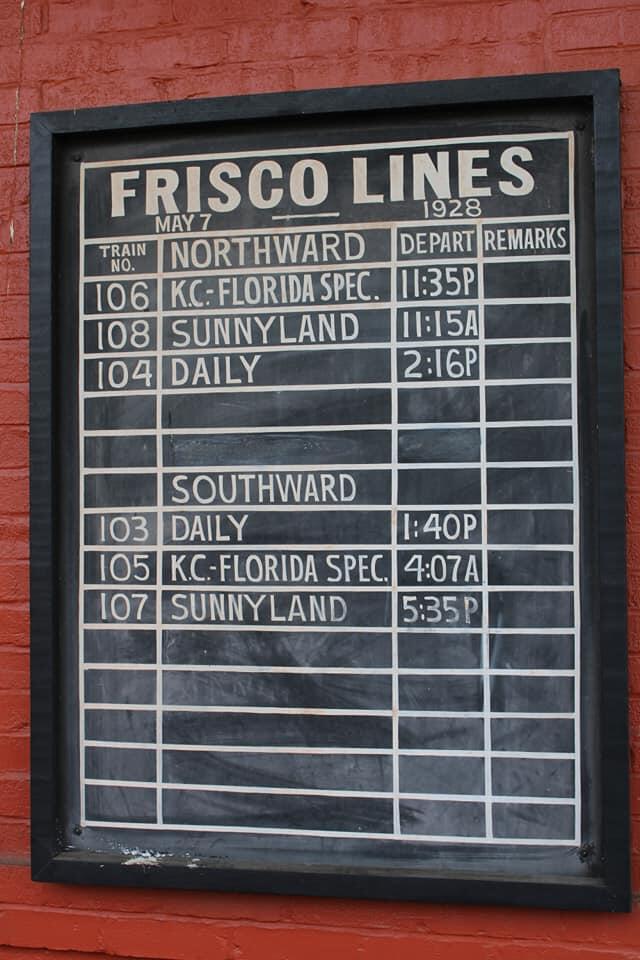 FRISCO LINES
MAY 7 1928
TRAIN NO. NORTHWARD DEPART REMARKS
106 K.C.-FLORIDA SPEC. 11:35P
108 SUNNYLAND 11:15A
104 DAILY 2:16P
SOUTHWARD
103 DAILY 1:40P
105 K.C.-FLORIDA SPEC. 4:07A
107 SUNNYLAND 5:35P